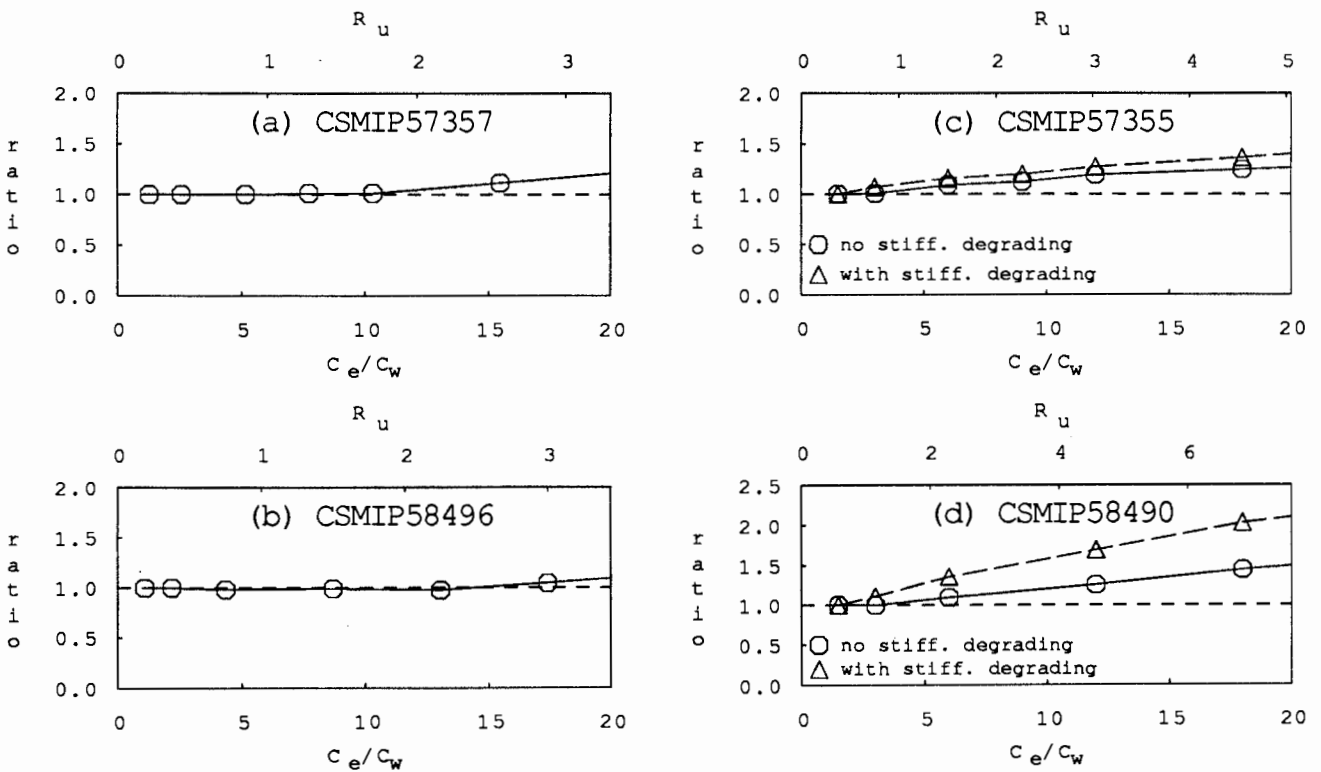 R u
0 1 2 3
2.0
(a) CSMIP57357
1.5
1.0
0.5
0.0
ratio
0 5 10 15 20
C e/C w
R u
0 1 2 3 4 5
2.0
(c) CSMIP57355
1.5
1.0
0.5
0.0
ratio
no stiff. degrading
with stiff. degrading
0 5 10 15 20
C e/C w
R u
0 1 2 3
2.0
(b) CSMIP58496
1.5
1.0
0.5
0.0
ratio
0 5 10 15 20
C e/C w
R u
0 2 4 6
2.5
(d) CSMIP58490
2.0
1.5
1.0
0.5
0.0
ratio
no stiff. degrading
with stiff. degrading
0 5 10 15 20
C e/C w